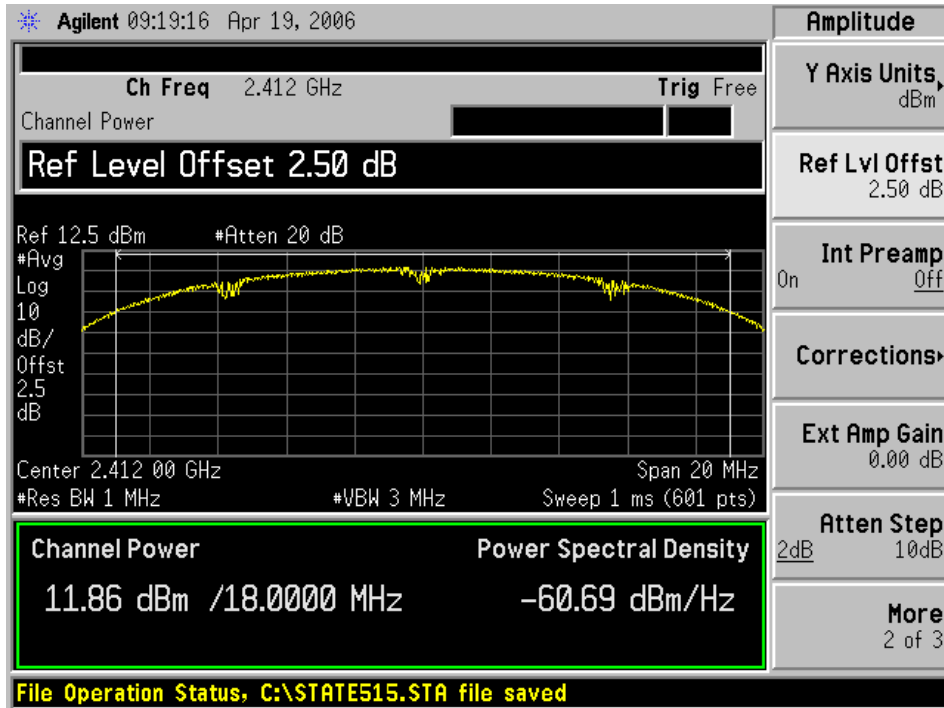 Agilent 09:19:16 Apr 19, 2006
Ch Freq 2.412 GHz Trig Free
Channel Power
Ref Level Offset 2.50 dB
Ref 12.5 dBm #Atten 20 dB
#Avg
Log
10
dB/
Offst
2.5
dB
Center 2.412 00 GHz Span 20 MHz
#Res BW 1 MHz #VBW 3 MHz Sweep 1 ms (601 pts)
Channel Power Power Spectral Density
11.86 dBm /18.0000 MHz -60.69 dBm/Hz
File Operation Status, C:\STATE515.STA file saved
Amplitude
Y Axis Units
dBm
Ref Lvl Offst
2.50 dB
Int Preamp
On Off
Corrections
Ext Amp Gain
0.00 dB
Atten Step
2dB 10dB
More
2 of 3